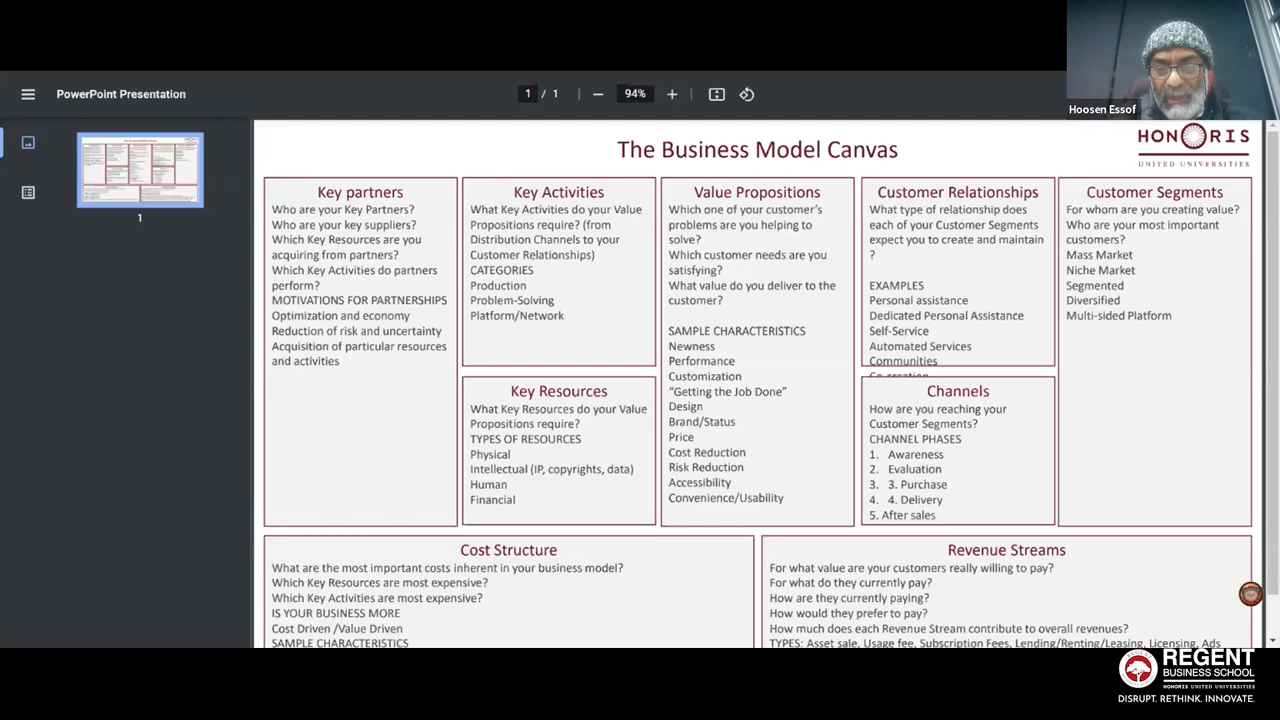 PowerPoint Presentation
1 / 1
94%
Hoosen Essof
1
HONORIS
UNITED UNIVERSITIES
The Business Model Canvas
Key partners
Who are your Key Partners?
Who are your key suppliers?
Which Key Resources are you
acquiring from partners?
Which Key Activities do partners
perform?
MOTIVATIONS FOR PARTNERSHIPS
Optimization and economy
Reduction of risk and uncertainty
Acquisition of particular resources
and activities
Key Activities
What Key Activities do your Value
Propositions require? (from
Distribution Channels to your
Customer Relationships)
CATEGORIES
Production
Problem-Solving
Platform/Network
Key Resources
What Key Resources do your Value
Propositions require?
TYPES OF RESOURCES
Physical
Intellectual (IP, copyrights, data)
Human
Financial
Value Propositions
Which one of your customer's
problems are you helping to
solve?
Which customer needs are you
satisfying?
What value do you deliver to the
customer?
SAMPLE CHARACTERISTICS
Newness
Performance
Customization
“Getting the Job Done”
Design
Brand/Status
Price
Cost Reduction
Risk Reduction
Accessibility
Convenience/Usability
Customer Relationships
What type of relationship does
each of your Customer Segments
expect you to create and maintain
?
EXAMPLES
Personal assistance
Dedicated Personal Assistance
Self-Service
Automated Services
Communities
Channels
How are you reaching your
Customer Segments?
CHANNEL PHASES
1. Awareness
2. Evaluation
3. 3. Purchase
4. 4. Delivery
5. After sales
Customer Segments
For whom are you creating value?
Who are your most important
customers?
Mass Market
Niche Market
Segmented
Diversified
Multi-sided Platform
Cost Structure
What are the most important costs inherent in your business model?
Which Key Resources are most expensive?
Which Key Activities are most expensive?
IS YOUR BUSINESS MORE
Cost Driven /Value Driven
SAMPLE CHARACTERISTICS
Revenue Streams
For what value are your customers really willing to pay?
For what do they currently pay?
How are they currently paying?
How would they prefer to pay?
How much does each Revenue Stream contribute to overall revenues?
TYPES: Asset sale, Usage fee, Subscription Fees, Lending/Renting/Leasing, Licensing, Ads
REGENT
BUSINESS SCHOOL
HONORIS UNITED UNIVERSITIES
DISRUPT. RETHINK. INNOVATE.